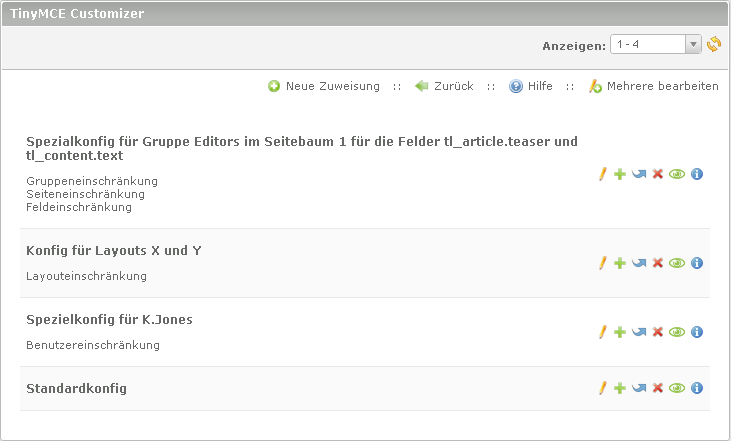 TinyMCE Customizer
Anzeigen: 1 - 4
Neue Zuweisung :: Zurück :: Hilfe :: Mehrere bearbeiten
Spezialkonfig für Gruppe Editors im Seitebaum 1 für die Felder tl_article.teaser und
tl_content.text
Gruppeneinschränkung
Seiteneinschränkung
Feldeinschränkung
Konfig für Layouts X und Y
Layouteinschränkung
Spezielkonfig für K.Jones
Benutzereinschränkung
Standardkonfig